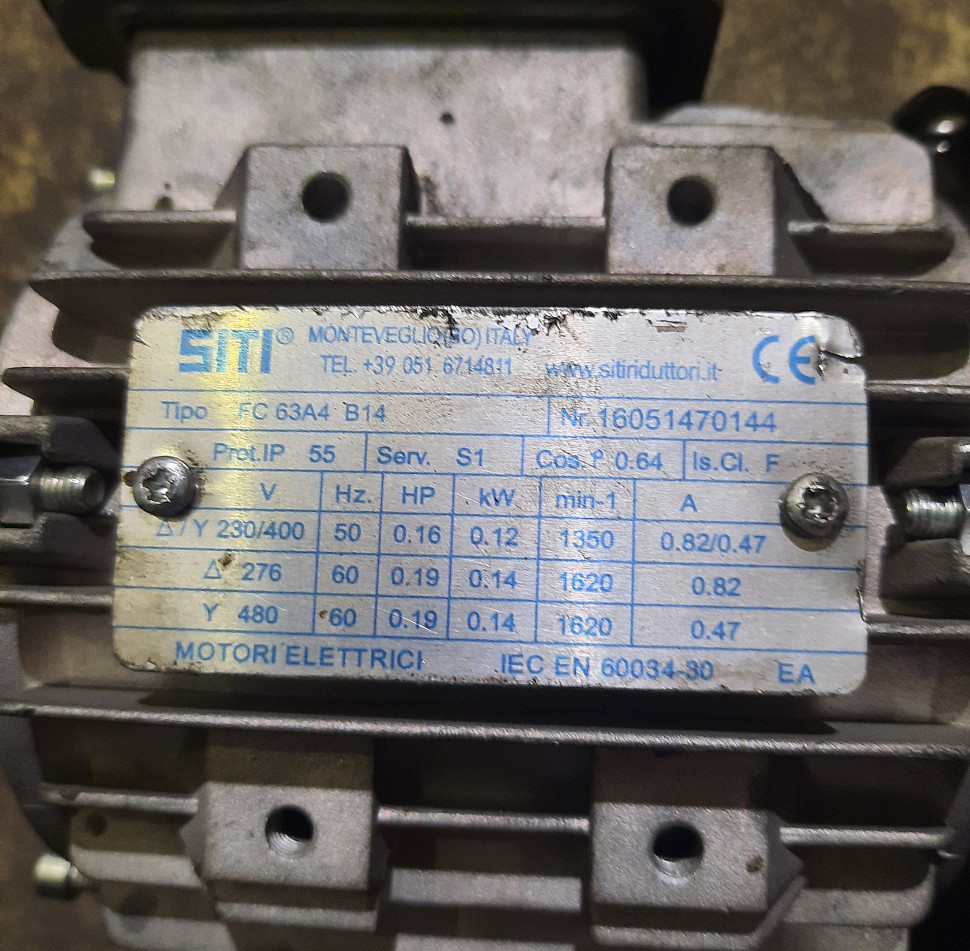 SITI® MONTEVEGLIO(BO) ITALY
TEL. +39 051 6714811 www.sitiriduttori.it CE
Tipo FC 63A4 B14 Nr. 16051470144
Prot.IP 55 Serv. S1 Cos.f 0.64 Is.Cl. F
V Hz. HP kW min-1 A
Δ/Y 230/400 50 0.16 0.12 1350 0.82/0.47
Δ 276 60 0.19 0.14 1620 0.82
Y 480 60 0.19 0.14 1620 0.47
MOTORI ELETTRICI IEC EN 60034-30 EA